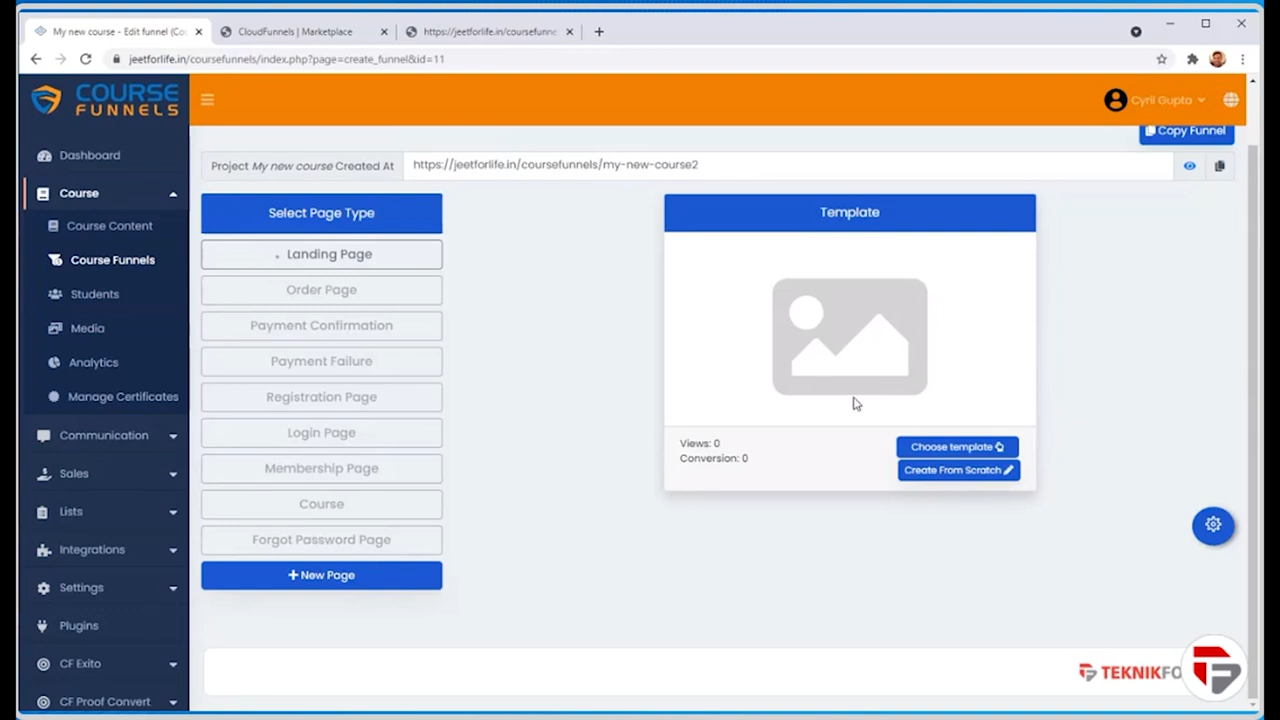 My new course - Edit funnel (Co
CloudFunnels | Marketplace
https://jeetforlife.in/coursefunne
jeetforlife.in/coursefunnels/index.php?page=create_funnel&id=11
COURSE
FUNNELS
Cyril Gupta
Copy Funnel
Dashboard
Course
Course Content
Course Funnels
Students
Media
Analytics
Manage Certificates
Communication
Sales
Lists
Integrations
Settings
Plugins
CF Exito
CF Proof Convert
Project My new course Created At
https://jeetforlife.in/coursefunnels/my-new-course2
Select Page Type
Landing Page
Order Page
Payment Confirmation
Payment Failure
Registration Page
Login Page
Membership Page
Course
Forgot Password Page
+ New Page
Template
Views: 0
Conversion: 0
Choose template
Create From Scratch
TEKNIKFO